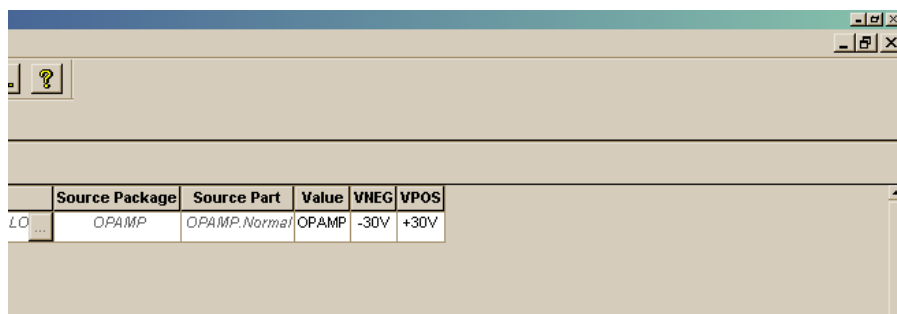 Source Package Source Part Value VNEG VPOS
LO ... OPAMP OPAMP.Normal OPAMP -30V +30V